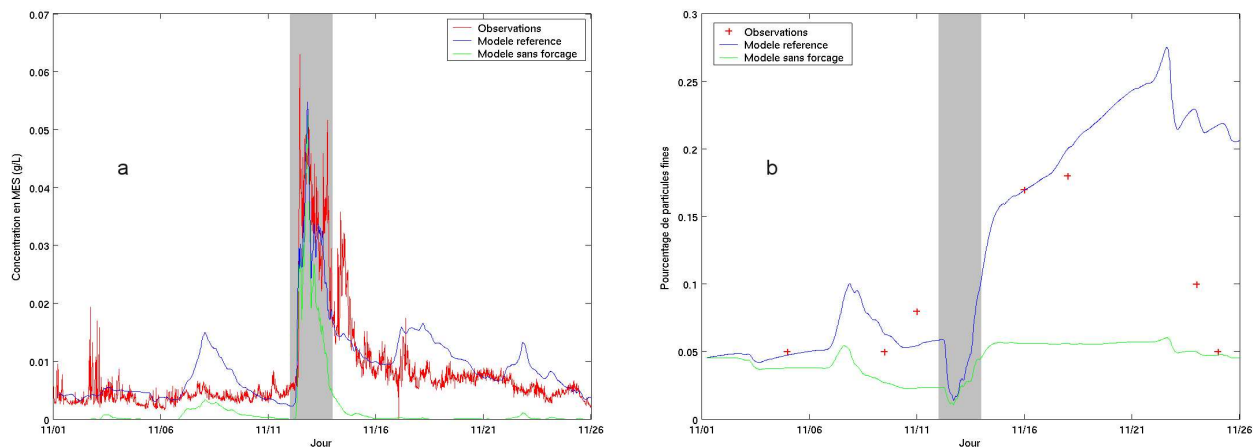 0.07
0.06
0.05
0.04
0.03
0.02
0.01
0
Concentration en MES (g/L)
a
Observations
Modele reference
Modele sans forcage
11/01
11/06
11/11
11/16
11/21
11/26
Jour
0.3
0.25
0.2
0.15
0.1
0.05
0
Pourcentage de particules fines
b
Observations
Modele reference
Modele sans forcage
11/01
11/06
11/11
11/16
11/21
11/26
Jour